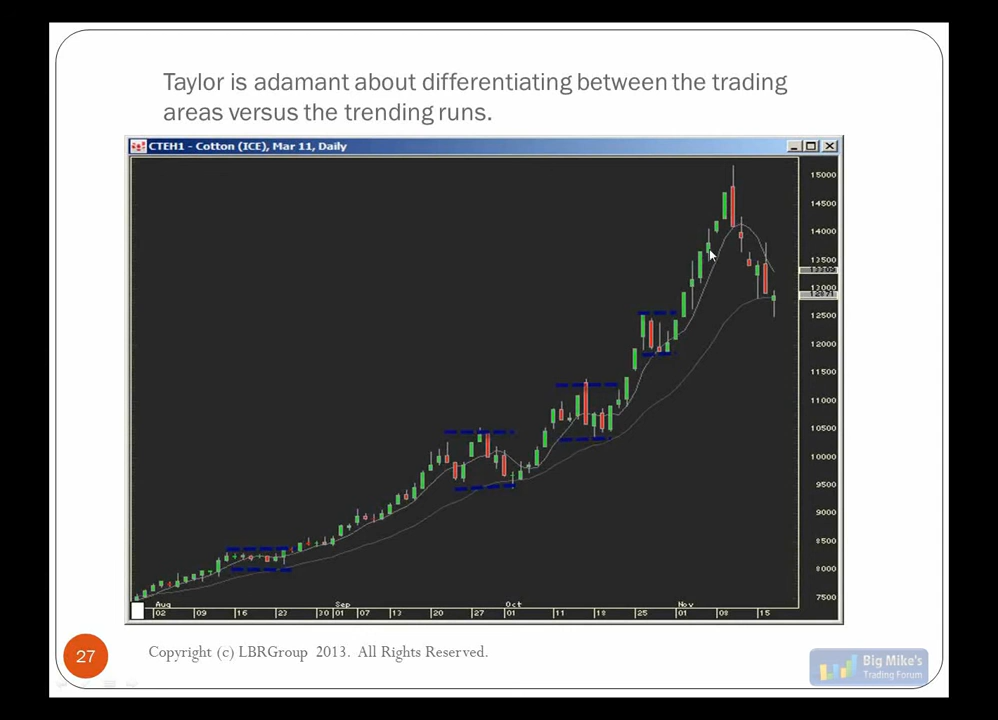 Taylor is adamant about differentiating between the trading
areas versus the trending runs.
CTEH1 - Cotton (ICE), Mar 11, Daily
15000
14500
14000
13500
12000
12500
12000
11500
11000
10500
10000
9500
9000
8500
8000
7500
Aug Sep Oct Nov
02 09 16 23 30 01 07 13 20 27 01 11 18 25 01 08 15
27
Copyright (c) LBRGroup 2013. All Rights Reserved.
Big Mike's
Trading Forum